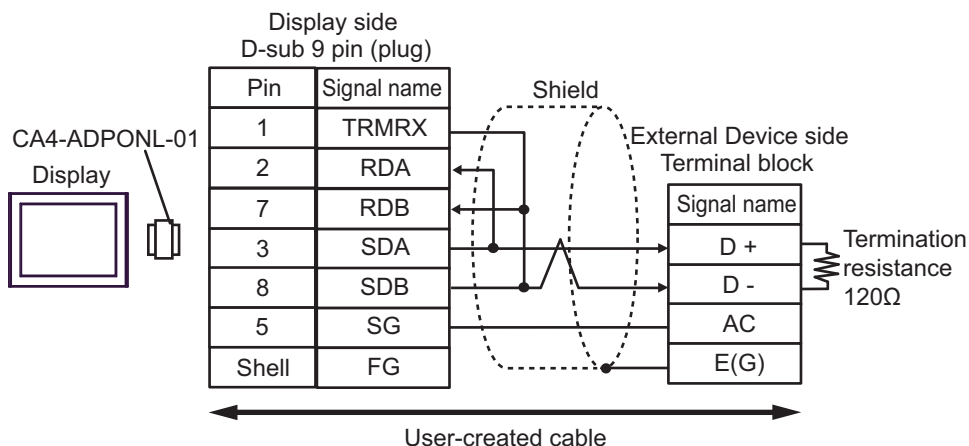 Display side
D-sub 9 pin (plug)
Pin Signal name
1 TRMRX
2 RDA
7 RDB
3 SDA
8 SDB
5 SG
Shell FG
CA4-ADPONL-01
Display
Shield
External Device side
Terminal block
Signal name
D +
D -
AC
E(G)
Termination
resistance
120Ω
User-created cable